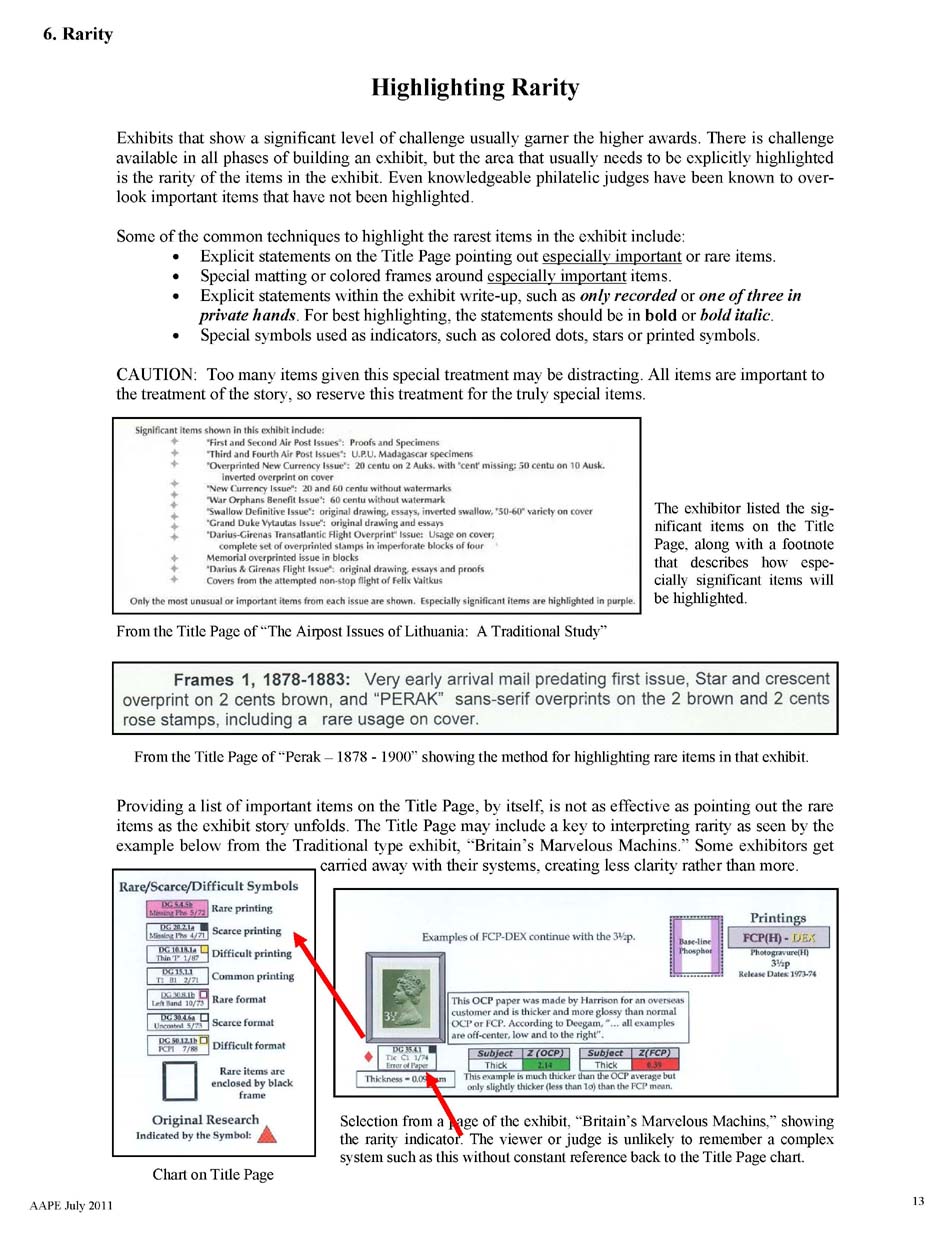 6. Rarity
Highlighting Rarity
Exhibits that show a significant level of challenge usually garner the higher awards. There is challenge
available in all phases of building an exhibit, but the area that usually needs to be explicitly highlighted
is the rarity of the items in the exhibit. Even knowledgeable philatelic judges have been known to over-
look important items that have not been highlighted.
Some of the common techniques to highlight the rarest items in the exhibit include:
• Explicit statements on the Title Page pointing out especially important or rare items.
• Special matting or colored frames around especially important items.
• Explicit statements within the exhibit write-up, such as only recorded or one of three in
private hands. For best highlighting, the statements should be in bold or bold italic.
• Special symbols used as indicators, such as colored dots, stars or printed symbols.
CAUTION: Too many items given this special treatment may be distracting. All items are important to
the treatment of the story, so reserve this treatment for the truly special items.
Significant items shown in this exhibit include:
"First and Second Air Post Issues": Proofs and Specimens
"Third and Fourth Air Post Issues": U.P.U. Madagascar specimens
"Overprinted New Currency Issue": 20 centu on 2 Auks. with "cent' missing; 50 centu on 10 Ausk.
inverted overprint on cover
"New Currency Issue": 20 and 60 centu without watermarks
"War Orphans Benefit Issue": 60 centu without watermark
"Swallow Definitive Issue": original drawing, essays, inverted swallow, "50-60" variety on cover
"Grand Duke Vytautas Issue": original drawing and essays
"Darius-Girenas Transatlantic Flight Overprint" Issue: Usage on cover;
complete set of overprinted stamps in imperforate blocks of four
Memorial overprinted issue in blocks
"Darius & Girenas Flight Issue": original drawing, essays and proofs
Covers from the attempted non-stop flight of Felix Vaitkus
Only the most unusual or important items from each issue are shown. Especially significant items are highlighted in purple.
The exhibitor listed the sig-
nificant items on the Title
Page, along with a footnote
that describes how espe-
cially significant items will
be highlighted.
From the Title Page of “The Airpost Issues of Lithuania: A Traditional Study”
Frames 1, 1878-1883: Very early arrival mail predating first issue, Star and crescent
overprint on 2 cents brown, and “PERAK” sans-serif overprints on the 2 brown and 2 cents
rose stamps, including a rare usage on cover.
From the Title Page of “Perak – 1878 - 1900” showing the method for highlighting rare items in that exhibit.
Providing a list of important items on the Title Page, by itself, is not as effective as pointing out the rare
items as the exhibit story unfolds. The Title Page may include a key to interpreting rarity as seen by the
example below from the Traditional type exhibit, “Britain’s Marvelous Machins.” Some exhibitors get
carried away with their systems, creating less clarity rather than more.
Rare/Scarce/Difficult Symbols
DG 5.4.5b
Missing Phs 5/72
Rare printing
DG 20.2.1a
Missing Phs 4/71
Scarce printing
DG 10.18.1a
Thin 'P' 1/87
Difficult printing
DG 15.1.1
T1 B1 2/71
Common printing
DG 30.8.1b
Left Band 10/73
Rare format
DG 30.4.6a
Uncoated 5/73
Scarce format
DG 50.12.1b
FCPI 7/88
Difficult format
Rare items are
enclosed by black
frame
Original Research
Indicated by the Symbol:
Chart on Title Page
Examples of FCP-DEX continue with the 3½p.
Base-line
Phosphor
Printings
FCP(H) - DEX
Photogravure(H)
3½p
Release Dates: 1973-74
3½
This OCP paper was made by Harrison for an overseas
customer and is thicker and more glossy than normal
OCP or FCP. According to Deegam, "... all examples
are off-center, low and to the right".
DG 35.4.1
C1 1/74
Error of Paper
Thickness = mm
Subject Z (OCP)
Thick 2.14
Subject Z(FCP)
Thick 0.39
This example is much thicker than the OCP average but
only slightly thicker (less than 1σ) than the FCP mean.
Selection from a page of the exhibit, “Britain’s Marvelous Machins,” showing
the rarity indicator. The viewer or judge is unlikely to remember a complex
system such as this without constant reference back to the Title Page chart.
AAPE July 2011
13